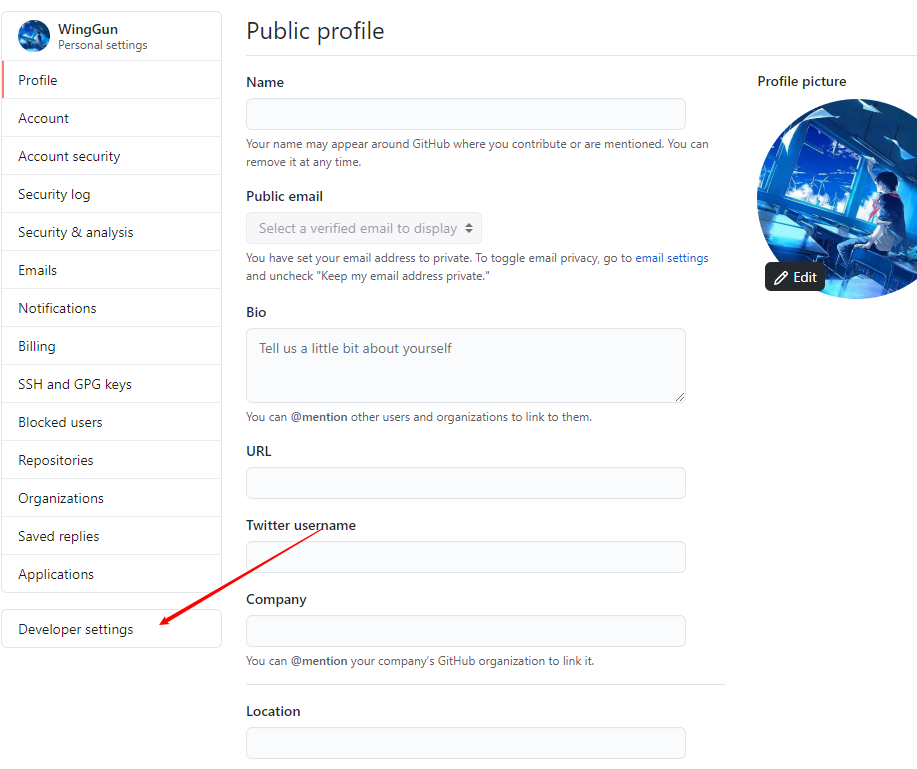 WingGun
Personal settings
Profile
Account
Account security
Security log
Security & analysis
Emails
Notifications
Billing
SSH and GPG keys
Blocked users
Repositories
Organizations
Saved replies
Applications
Developer settings
Public profile
Name
Your name may appear around GitHub where you contribute or are mentioned. You can
remove it at any time.
Public email
Select a verified email to display
You have set your email address to private. To toggle email privacy, go to email settings
and uncheck "Keep my email address private."
Bio
Tell us a little bit about yourself
You can @mention other users and organizations to link to them.
URL
Twitter username
Company
You can @mention your company's GitHub organization to link it.
Location
Profile picture
Edit